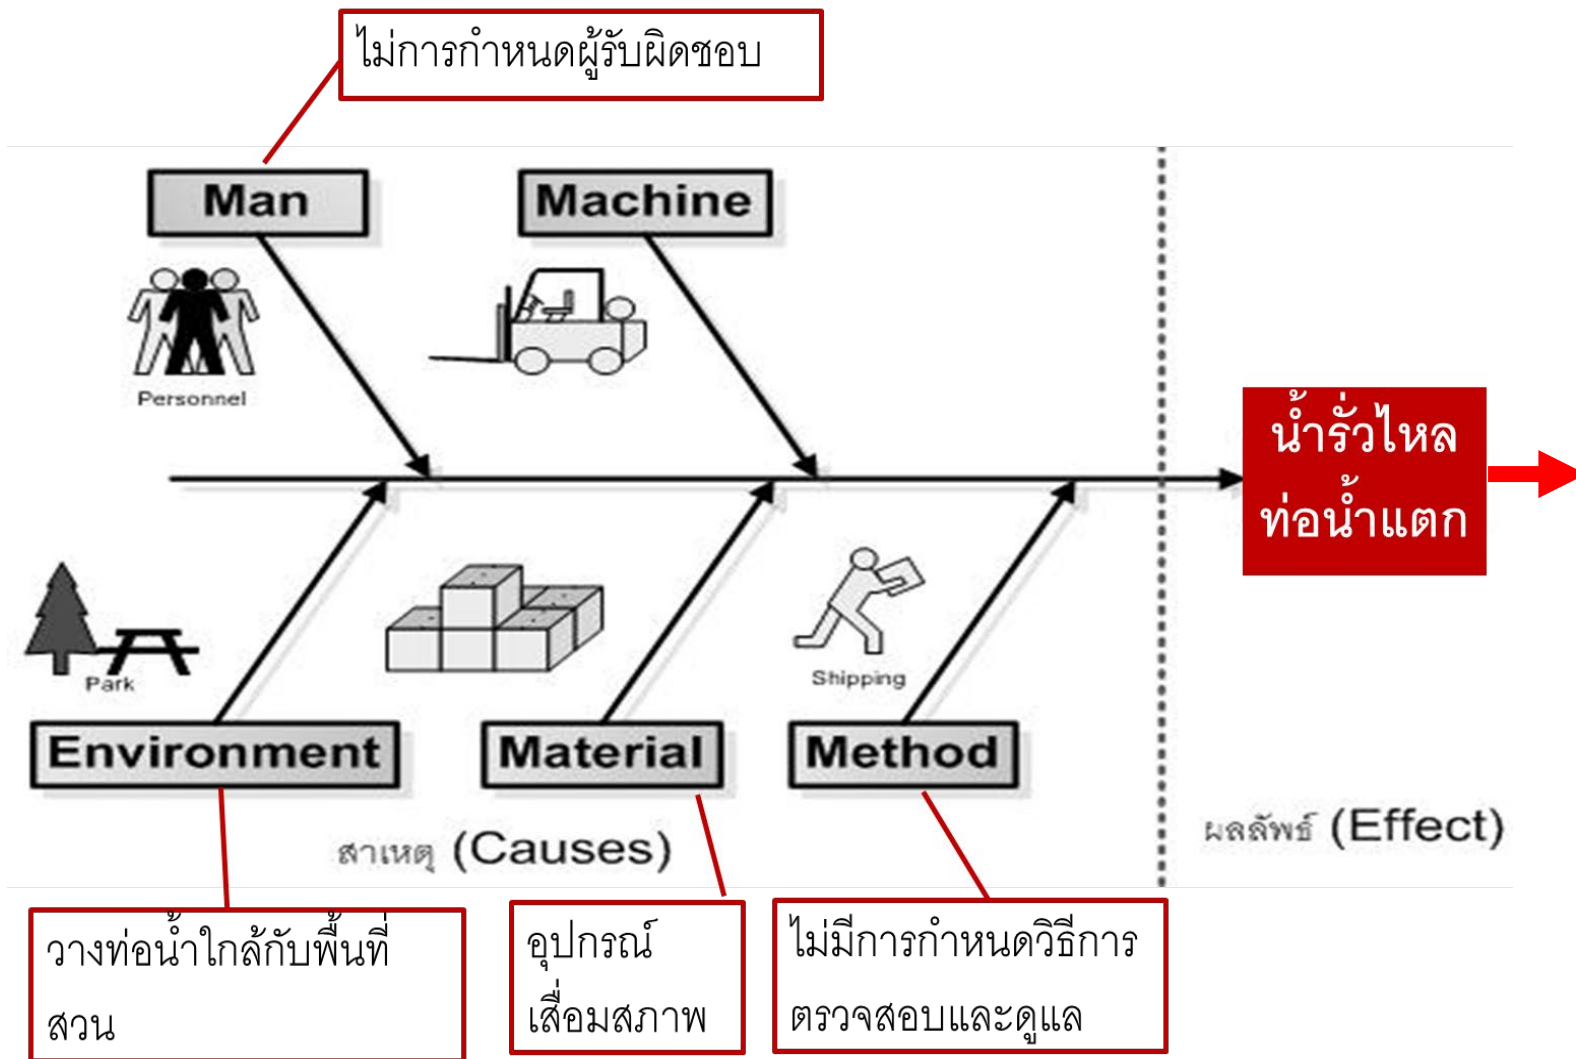 ไม่การกำหนดผู้รับผิดชอบ
Man
Machine
Personnel
น้ำรั่วไหล
ท่อน้ำแตก
Park
Shipping
Environment
Material
Method
สาเหตุ (Causes)
ผลลัพธ์ (Effect)
วางท่อน้ำใกล้กับพื้นที่
สวน
อุปกรณ์
เสื่อมสภาพ
ไม่มีการกำหนดวิธีการ
ตรวจสอบและดูแล